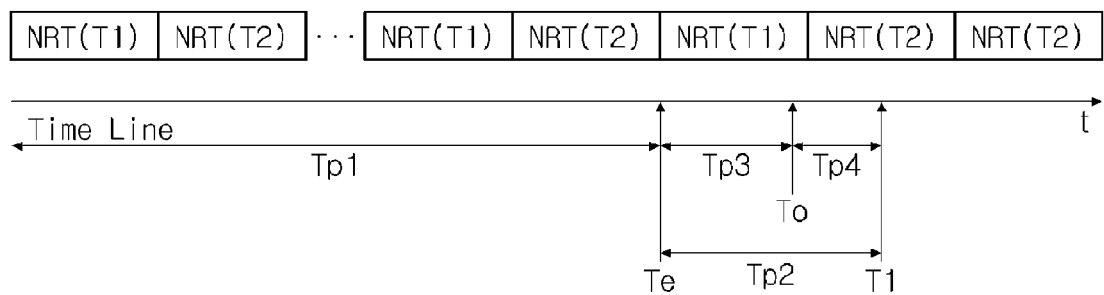 NRT(T1) NRT(T2) ··· NRT(T1) NRT(T2) NRT(T1) NRT(T2) NRT(T2)
Time Line t
Tp1 Tp3 Tp4
To
Te Tp2 T1